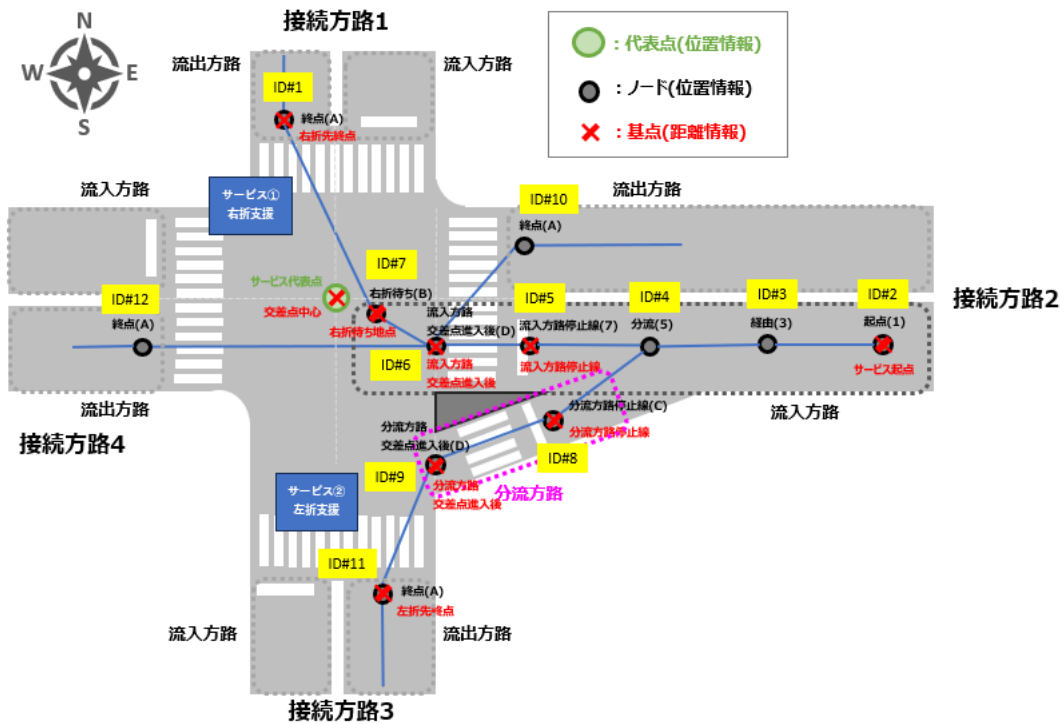 接続方路1
N
W
E
S
流出方路
流入方路
ID#1
終点(A)
右折先終点
：代表点(位置情報)
：ノード(位置情報)
：基点(距離情報)
流入方路
サービス①
右折支援
ID#10
流出方路
終点(A)
ID#7
サービス代表点
右折待ち(B)
交差点中心
右折待ち地点
ID#12
終点(A)
流入方路
交差点進入後(D)
ID#6
流入方路
交差点進入後
ID#5
流入方路停止線(7)
流入方路停止線
ID#4
分流(5)
ID#3
経由(3)
ID#2
起点(1)
サービス起点
接続方路2
流出方路
接続方路4
流入方路
分流方路停止線(C)
分流方路停止線
ID#8
分流方路
交差点進入後(D)
ID#9
分流方路
交差点進入後
分流方路
サービス②
左折支援
ID#11
終点(A)
左折先終点
流入方路
流出方路
接続方路3